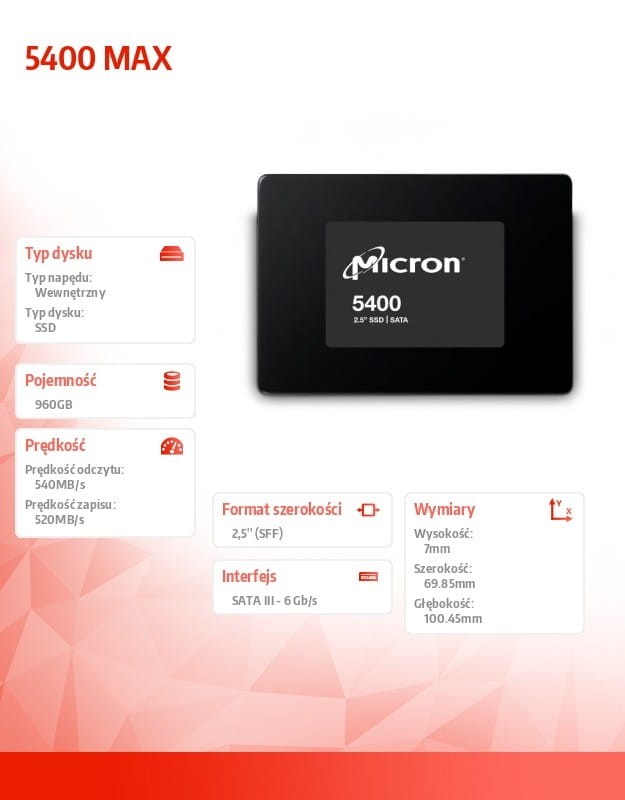 5400 MAX
Micron®
5400
2.5" SSD | SATA
Typ dysku
Typ napędu:
Wewnętrzny
Typ dysku:
SSD
Pojemność
960GB
Prędkość
Prędkość odczytu:
540MB/s
Prędkość zapisu:
520MB/s
Format szerokości
2,5'' (SFF)
Interfejs
SATA III - 6 Gb/s
Wymiary
Y
X
Wysokość:
7mm
Szerokość:
69.85mm
Głębokość:
100.45mm